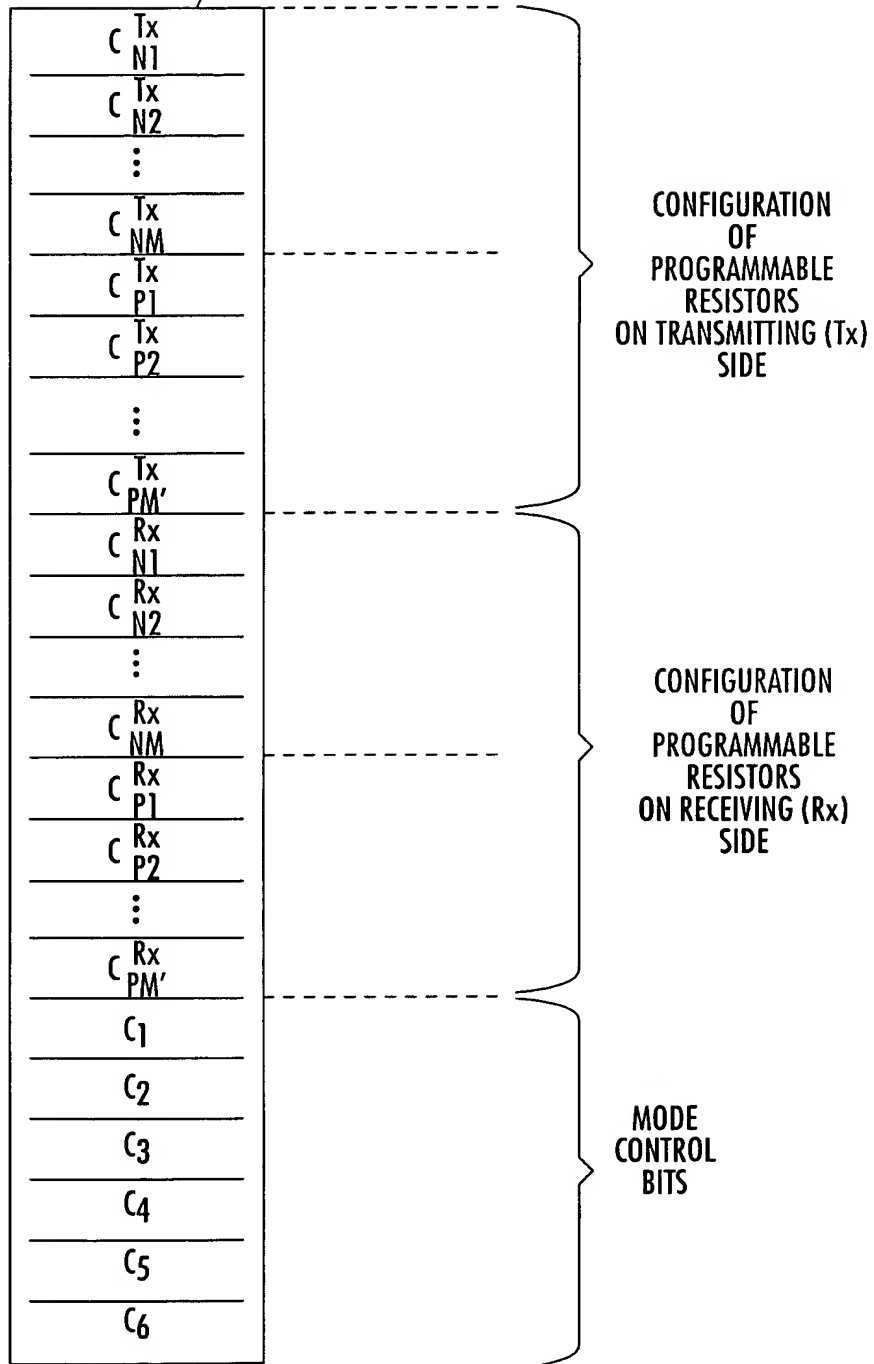 C Tx N1
C Tx N2
⋮
C Tx NM
C Tx P1
C Tx P2
⋮
C Tx PM′
C Rx N1
C Rx N2
⋮
C Rx NM
C Rx P1
C Rx P2
⋮
C Rx PM′
C1
C2
C3
C4
C5
C6
CONFIGURATION
OF
PROGRAMMABLE
RESISTORS
ON TRANSMITTING (Tx)
SIDE
CONFIGURATION
OF
PROGRAMMABLE
RESISTORS
ON RECEIVING (Rx)
SIDE
MODE
CONTROL
BITS